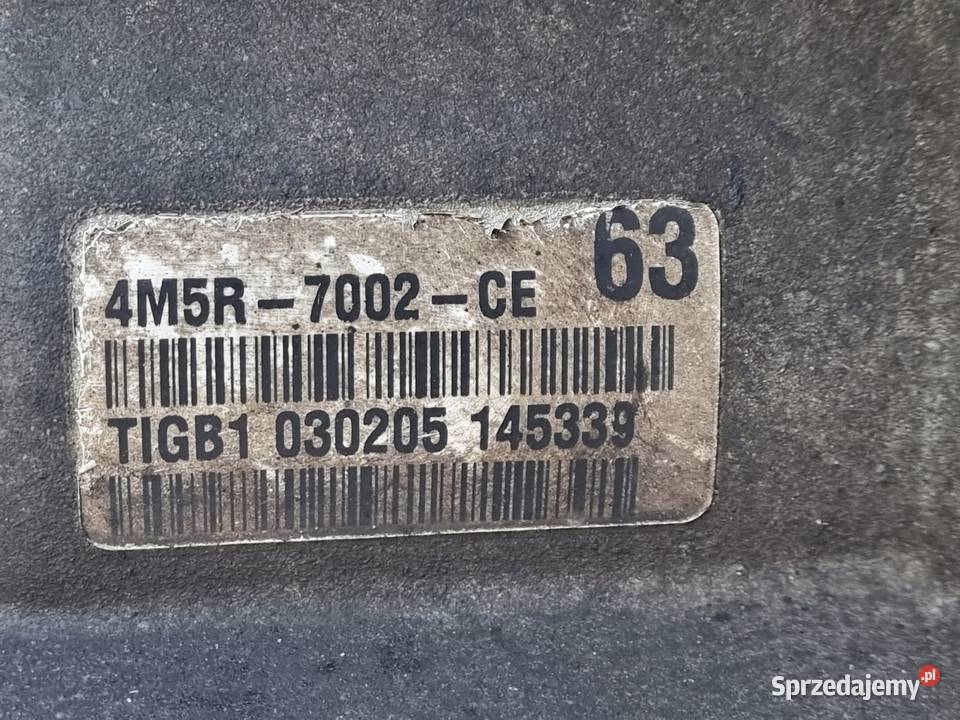 63
4M5R-7002-CE
TIGB1 030205 145339
Sprzedajemy.pl